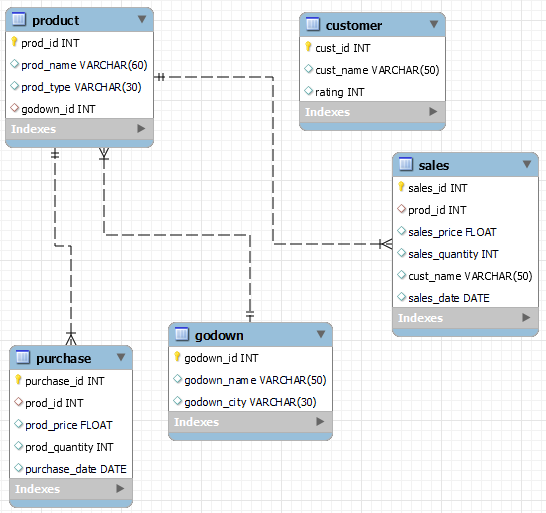 product
prod_id INT
prod_name VARCHAR(60)
prod_type VARCHAR(30)
godown_id INT
Indexes
customer
cust_id INT
cust_name VARCHAR(50)
rating INT
Indexes
sales
sales_id INT
prod_id INT
sales_price FLOAT
sales_quantity INT
cust_name VARCHAR(50)
sales_date DATE
Indexes
godown
godown_id INT
godown_name VARCHAR(50)
godown_city VARCHAR(30)
Indexes
purchase
purchase_id INT
prod_id INT
prod_price FLOAT
prod_quantity INT
purchase_date DATE
Indexes